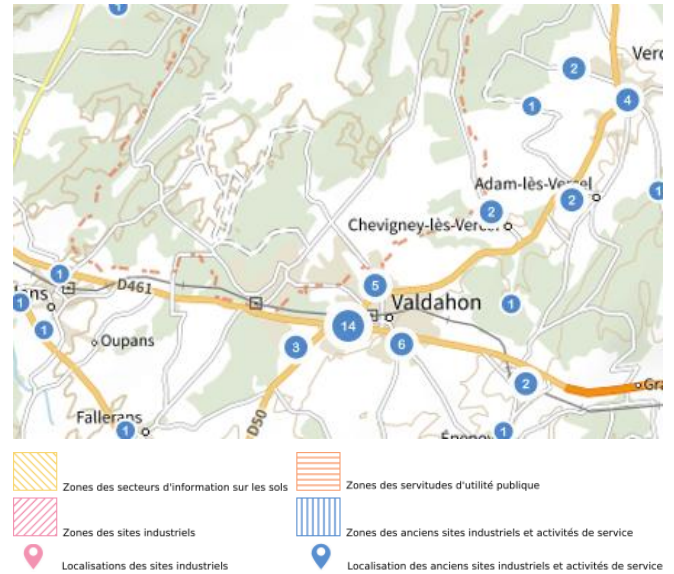 1
2
Verc
1
4
Adam-lès-Vercel
2
1
2
Chevigney-lès-Vercel
1
D461
5
1
1
Valdahon
14
1
Oupans
3
6
2
Gra
Fallerans
1
D50
1
Épenoy
Zones des secteurs d'information sur les sols
Zones des servitudes d'utilité publique
Zones des sites industriels
Zones des anciens sites industriels et activités de service
Localisations des sites industriels
Localisation des anciens sites industriels et activités de service